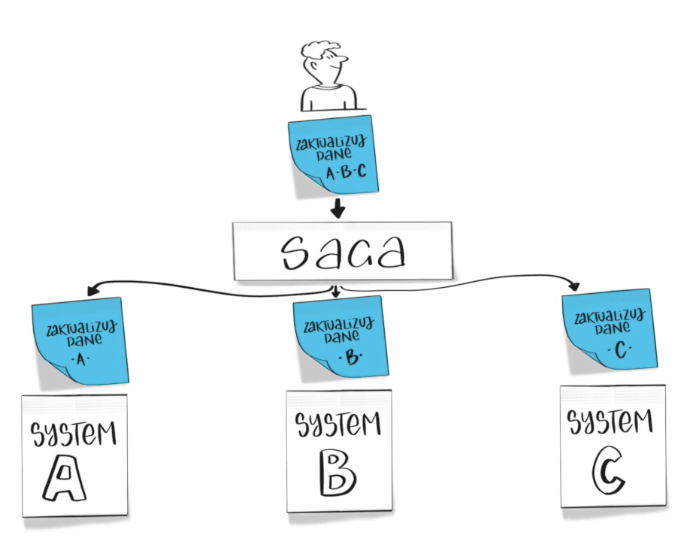 ZAKTUALIZUJ
DANE
A·B·C
SAGA
ZAKTUALIZUJ
DANE
·A·
ZAKTUALIZUJ
DANE
·B·
ZAKTUALIZUJ
DANE
·C·
SYSTEM
A
SYSTEM
B
SYSTEM
C